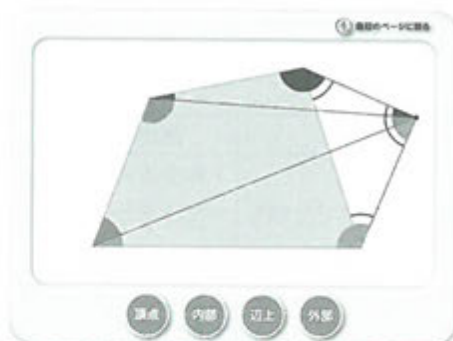 最初のページに戻る
頂点
内部
辺上
外部